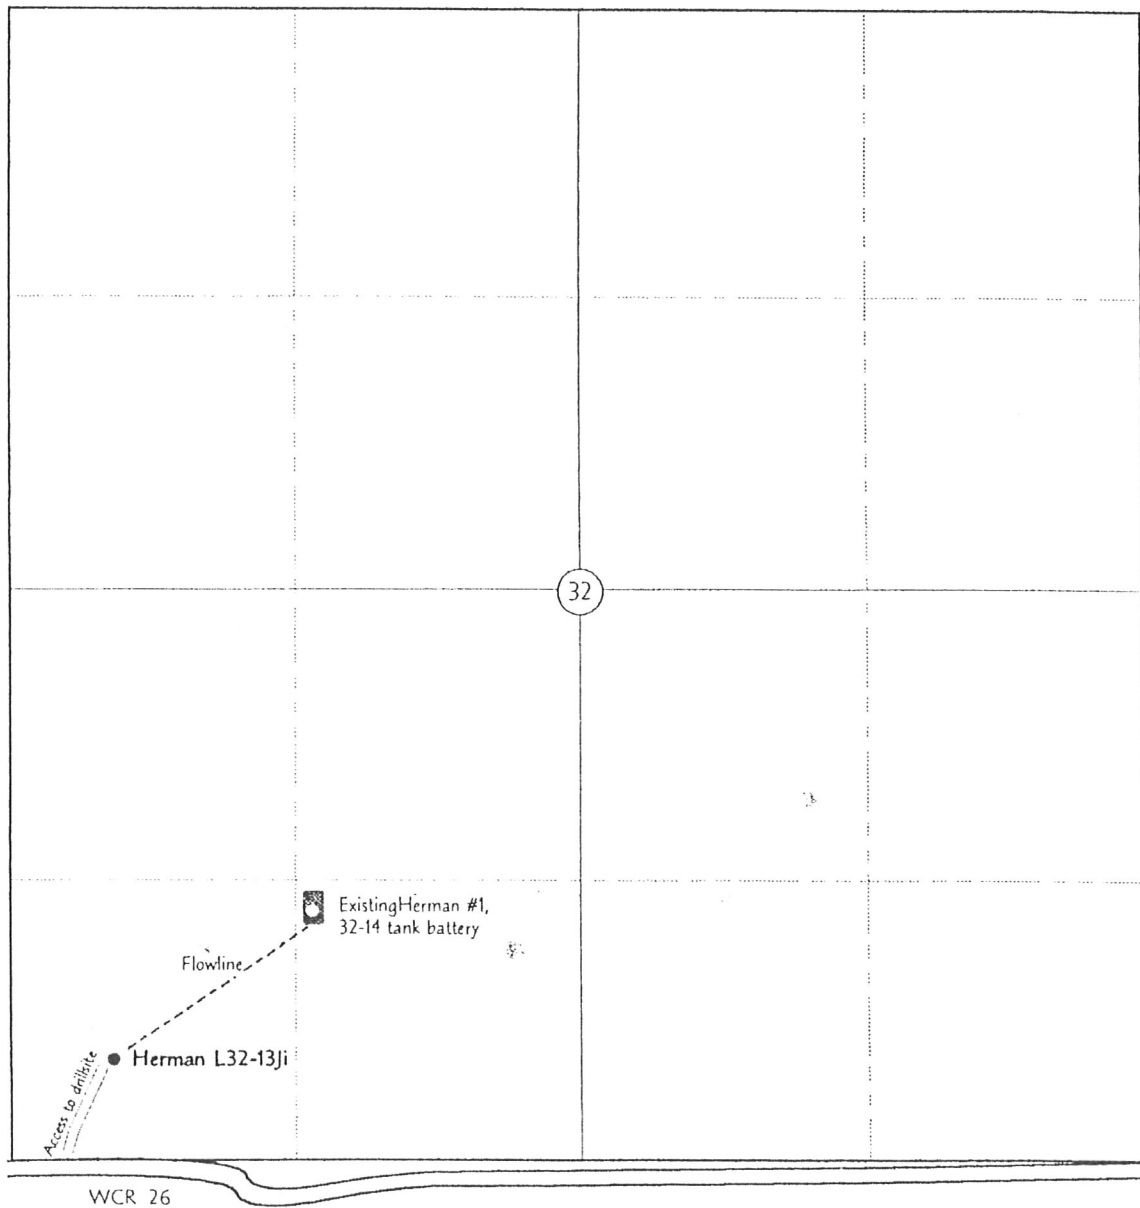 32
ExistingHerman #1,
32-14 tank battery
Flowline
Herman L32-13Ji
Access to drillsite
WCR 26